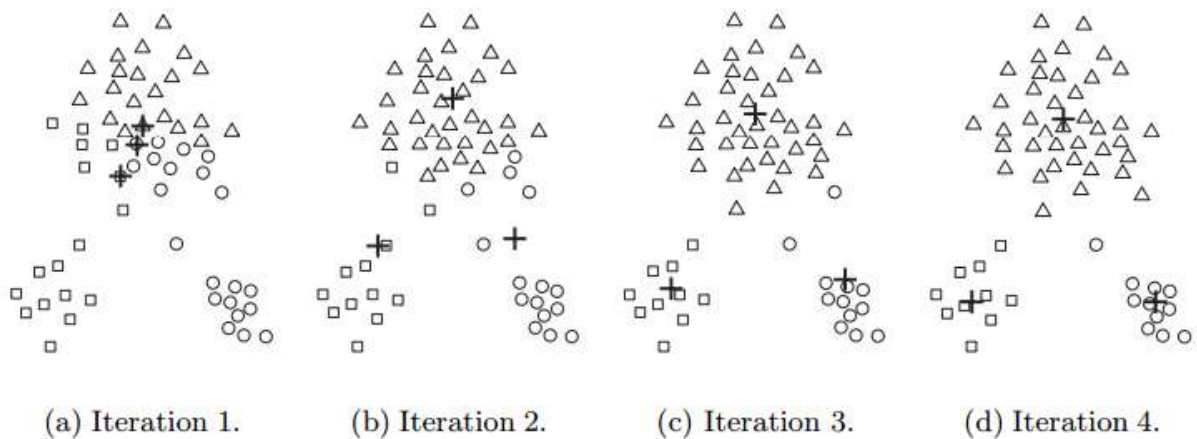 (a) Iteration 1.
(b) Iteration 2.
(c) Iteration 3.
(d) Iteration 4.